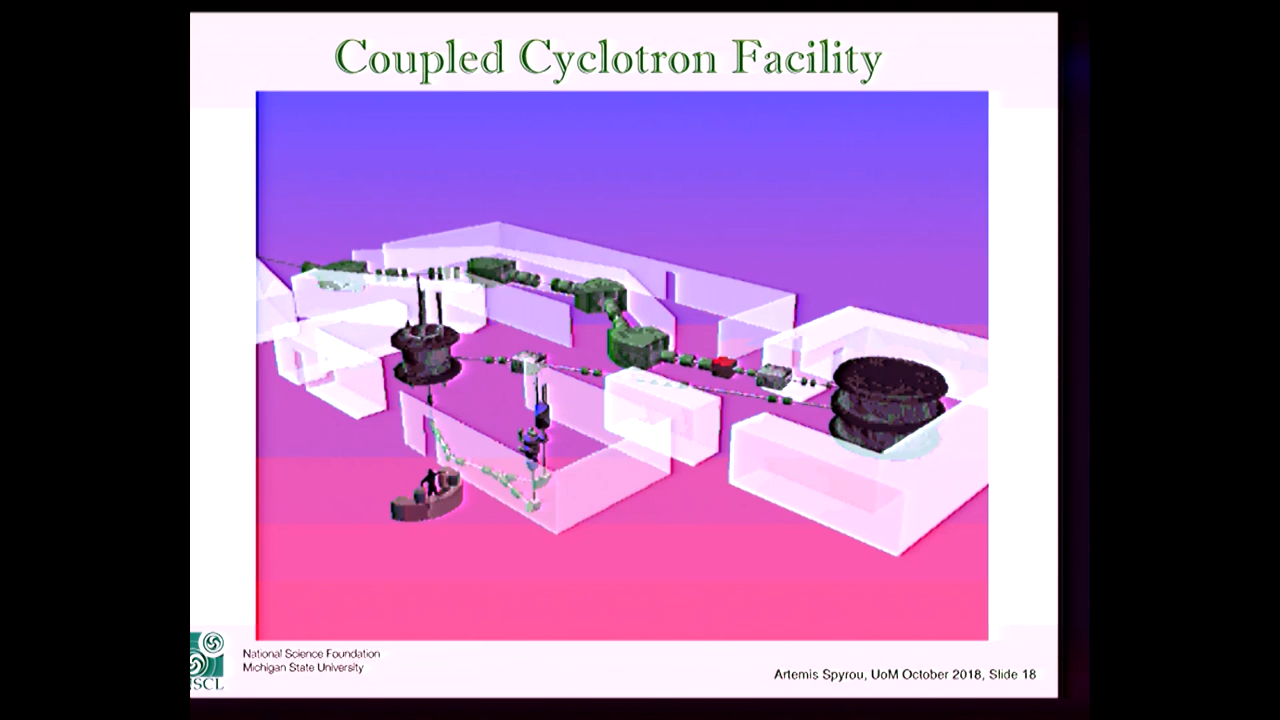 Coupled Cyclotron Facility
National Science Foundation
Michigan State University
Artemis Spyrou, UoM October 2018, Slide 18